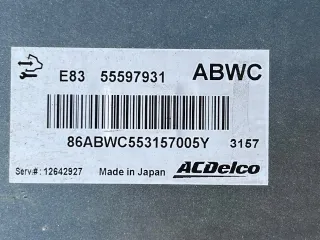 E83 55597931 ABWC
86ABWC553157005Y 3157
Serv.#: 12642927 Made in Japan ACDelco